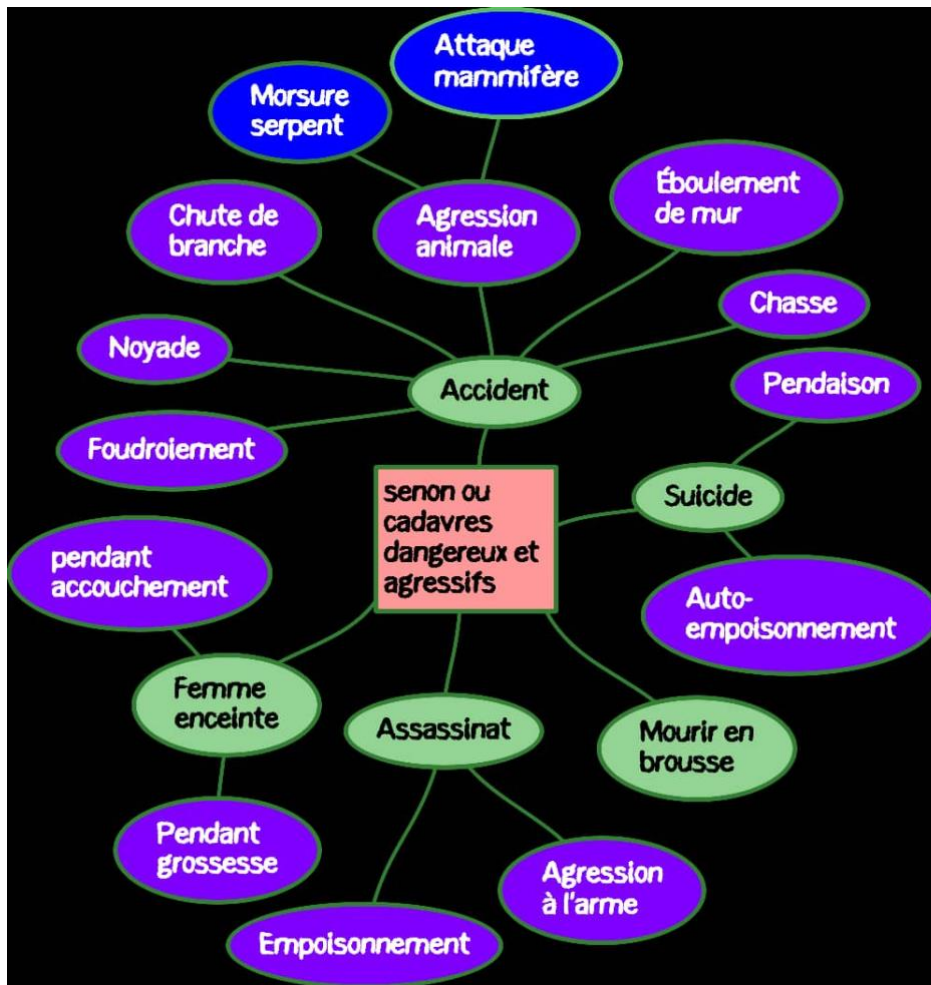 Attaque
mammifère
Morsure
serpent
Éboulement
de mur
Chute de
branche
Agression
animale
Chasse
Noyade
Accident
Pendaison
Foudroiement
senon ou
cadavres
dangereux et
agressifs
Suicide
pendant
accouchement
Auto-
empoisonnement
Femme
enceinte
Assassinat
Mourir en
brousse
Pendant
grossesse
Agression
à l'arme
Empoisonnement